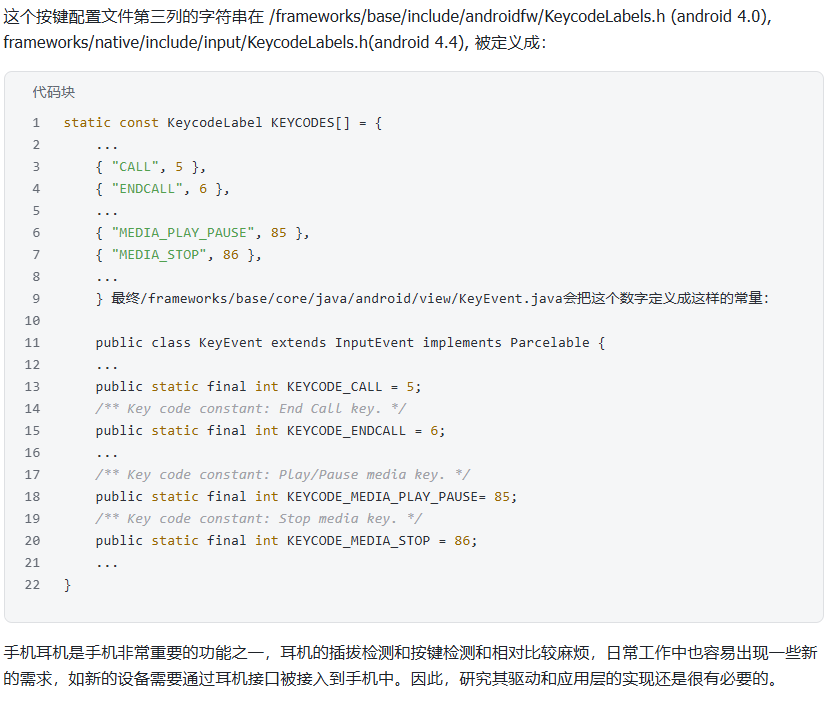 这个按键配置文件第三列的字符串在 /frameworks/base/include/androidfw/KeycodeLabels.h (android 4.0),
frameworks/native/include/input/KeycodeLabels.h(android 4.4), 被定义成：
代码块
1 static const KeycodeLabel KEYCODES[] = {
2 ...
3 { "CALL", 5 },
4 { "ENDCALL", 6 },
5 ...
6 { "MEDIA_PLAY_PAUSE", 85 },
7 { "MEDIA_STOP", 86 },
8 ...
9 } 最终/frameworks/base/core/java/android/view/KeyEvent.java会把这个数字定义成这样的常量：
10
11 public class KeyEvent extends InputEvent implements Parcelable {
12 ...
13 public static final int KEYCODE_CALL = 5;
14 /** Key code constant: End Call key. */
15 public static final int KEYCODE_ENDCALL = 6;
16 ...
17 /** Key code constant: Play/Pause media key. */
18 public static final int KEYCODE_MEDIA_PLAY_PAUSE= 85;
19 /** Key code constant: Stop media key. */
20 public static final int KEYCODE_MEDIA_STOP = 86;
21 ...
22 }
手机耳机是手机非常重要的功能之一，耳机的插拔检测和按键检测和相对比较麻烦，日常工作中也容易出现一些新
的需求，如新的设备需要通过耳机接口被接入到手机中。因此，研究其驱动和应用层的实现还是很有必要的。